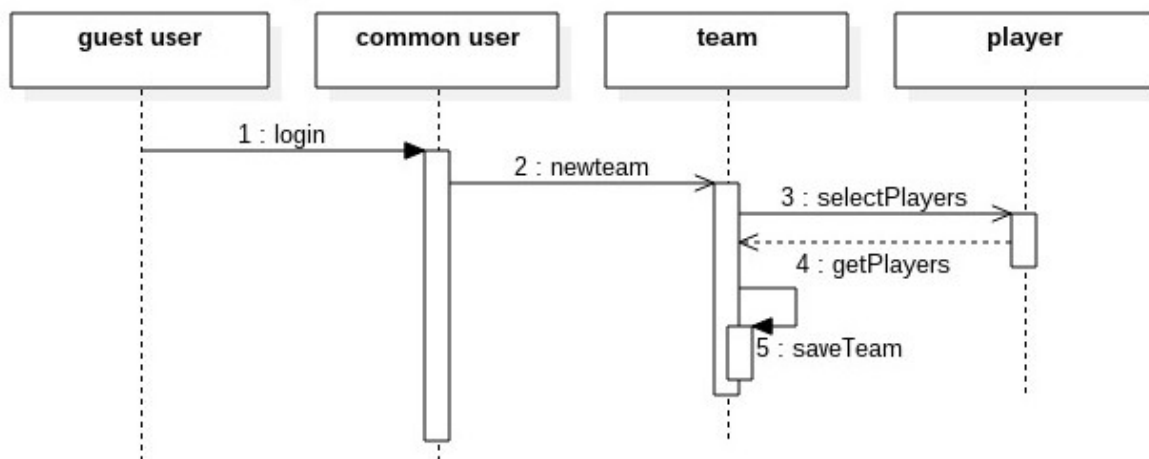 guest user
common user
team
player
1 : login
2 : newteam
3 : selectPlayers
4 : getPlayers
5 : saveTeam